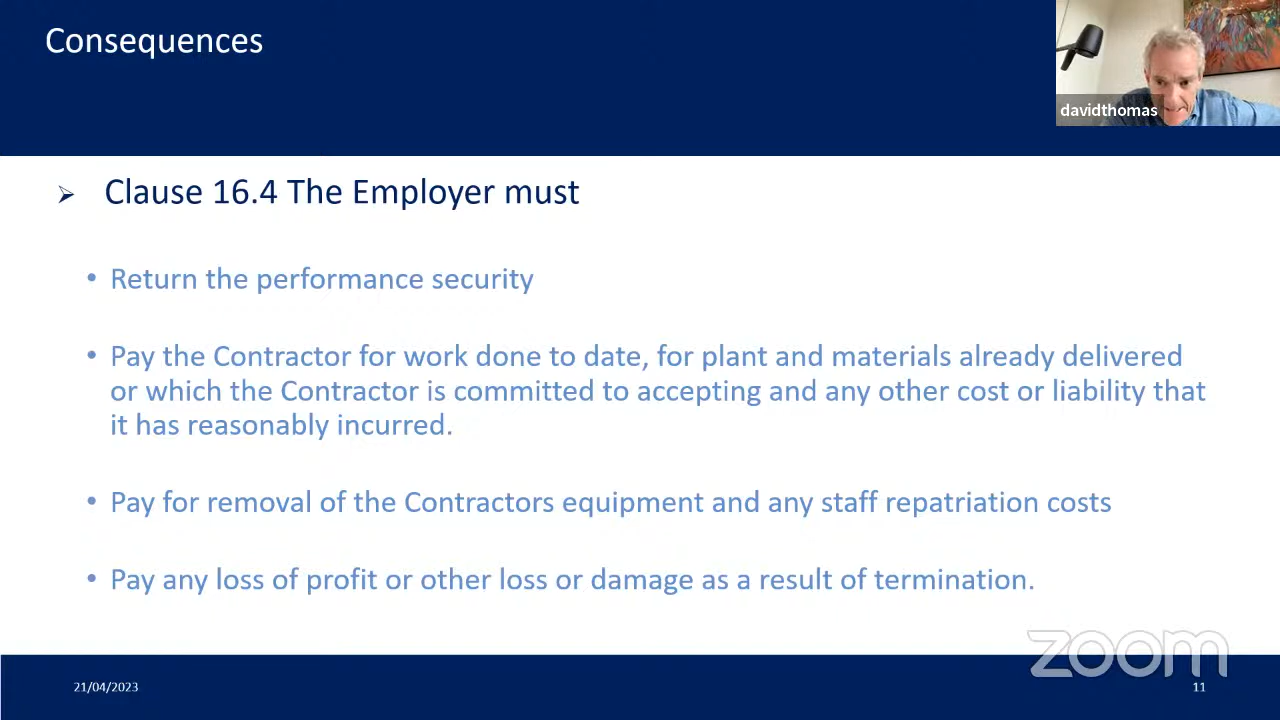 Consequences
davidthomas
➢ Clause 16.4 The Employer must
• Return the performance security
• Pay the Contractor for work done to date, for plant and materials already delivered
or which the Contractor is committed to accepting and any other cost or liability that
it has reasonably incurred.
• Pay for removal of the Contractors equipment and any staff repatriation costs
• Pay any loss of profit or other loss or damage as a result of termination.
zoom
21/04/2023
11